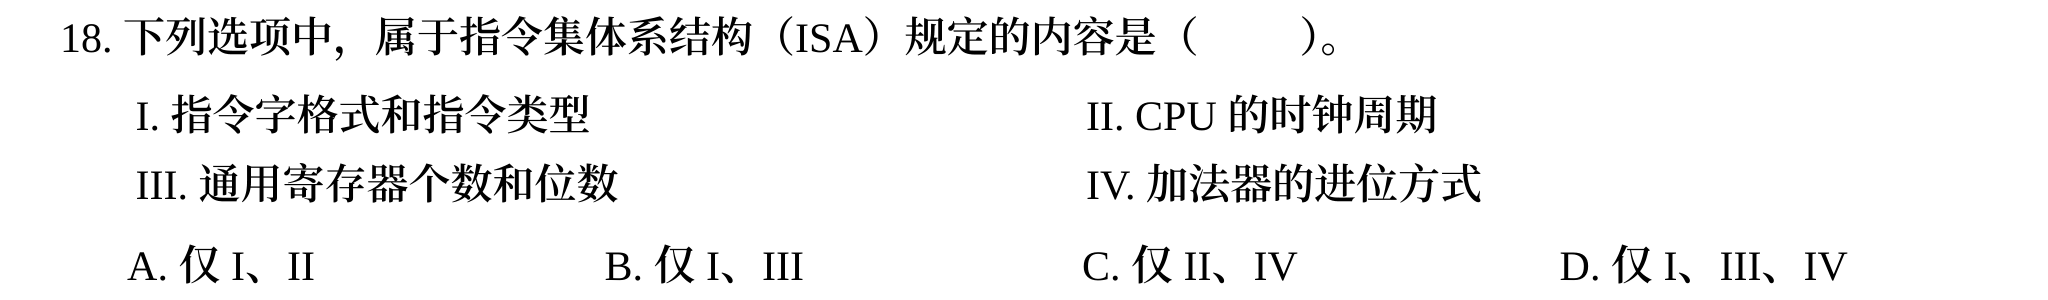 18. 下列选项中，属于指令集体系结构（ISA）规定的内容是（　　）。
I. 指令字格式和指令类型　　II. CPU 的时钟周期
III. 通用寄存器个数和位数　　IV. 加法器的进位方式
A. 仅 I、II　　B. 仅 I、III　　C. 仅 II、IV　　D. 仅 I、III、IV